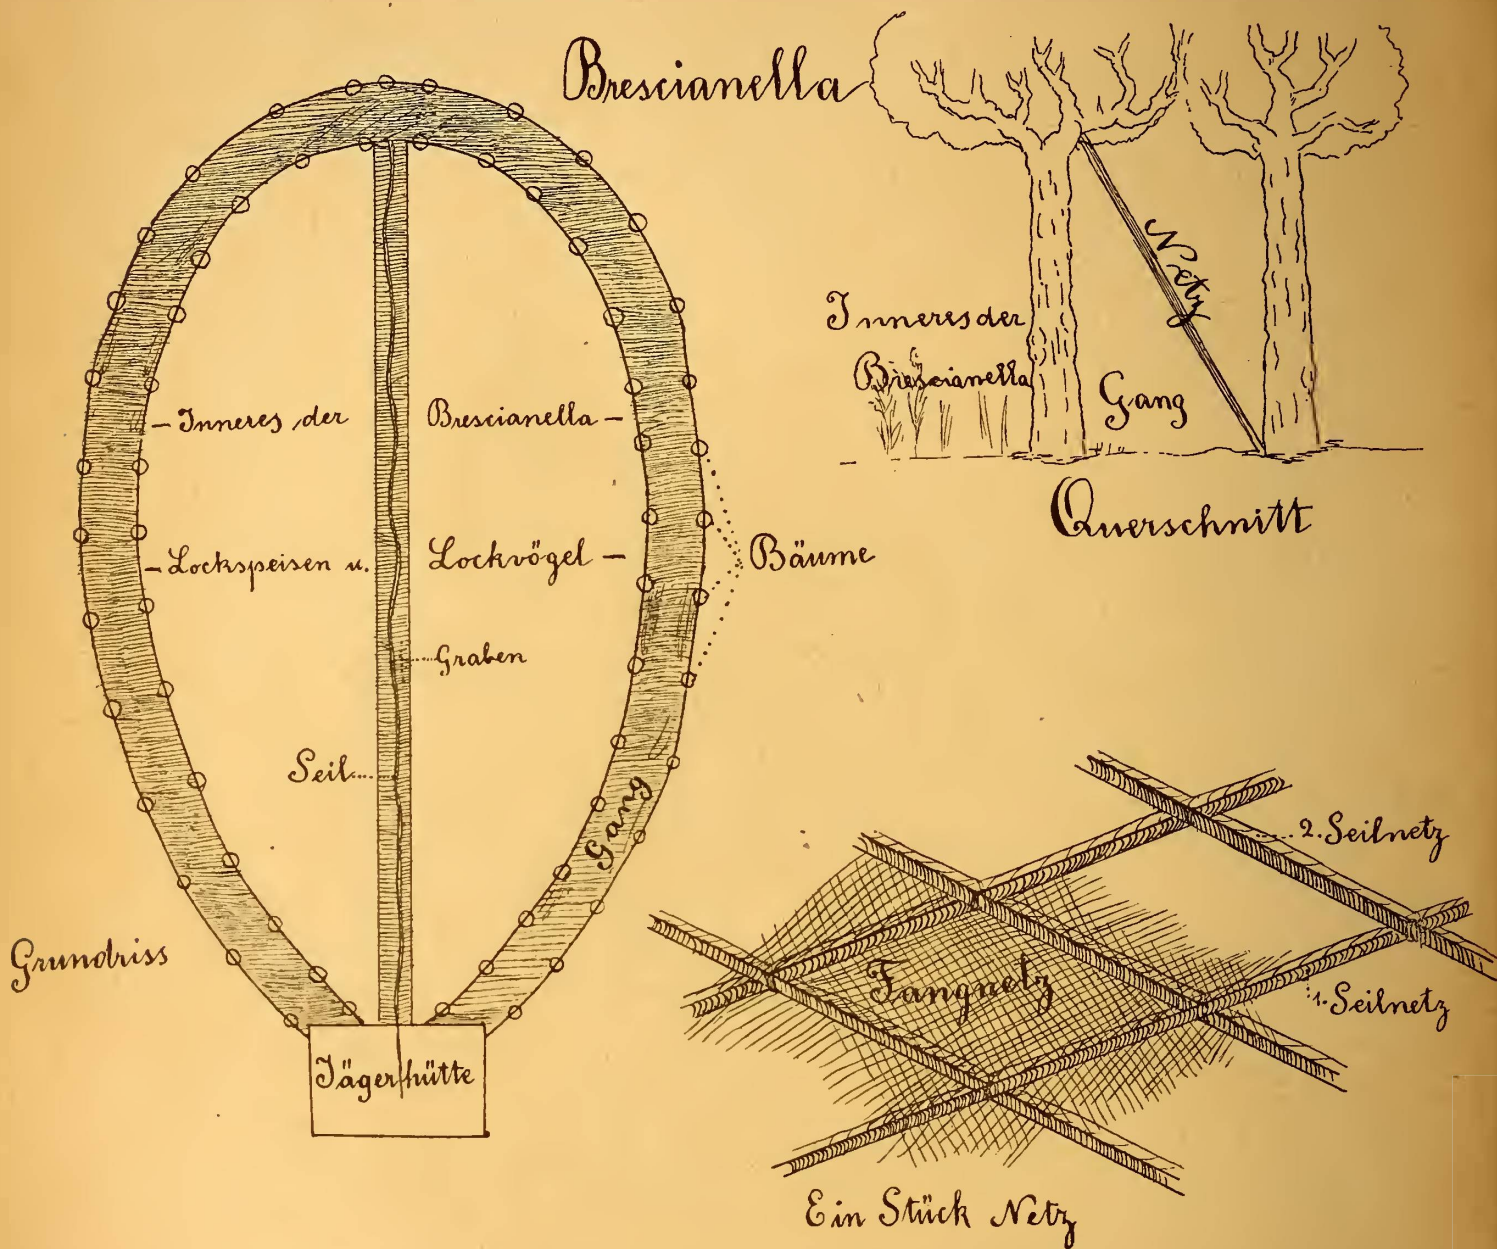 Brescianella
Netz
Inneres der
Brescianella
Gang
Querschnitt
– Inneres der Brescianella –
– Lockspeisen u. Lockvögel –
Bäume
Graben
Seil
Gang
Grundriss
Jägerhütte
2. Seilnetz
Fangnetz
1. Seilnetz
Ein Stück Netz